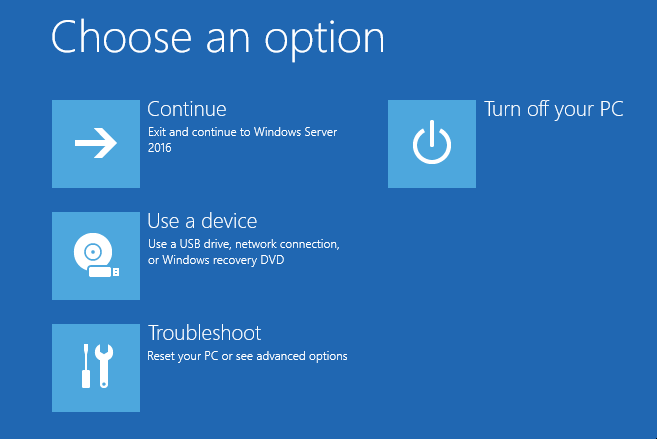 Choose an option
Continue
Exit and continue to Windows Server
2016
Turn off your PC
Use a device
Use a USB drive, network connection,
or Windows recovery DVD
Troubleshoot
Reset your PC or see advanced options